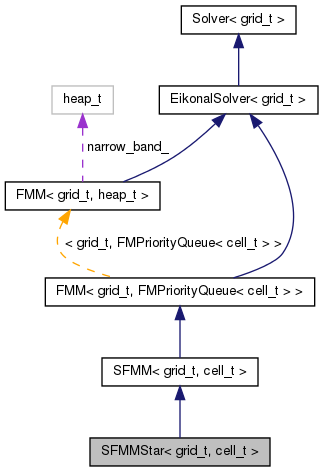 Solver< grid_t >
heap_t
EikonalSolver< grid_t >
narrow_band_
FMM< grid_t, heap_t >
< grid_t, FMPriorityQueue< cell_t > >
FMM< grid_t, FMPriorityQueue< cell_t > >
SFMM< grid_t, cell_t >
SFMMStar< grid_t, cell_t >